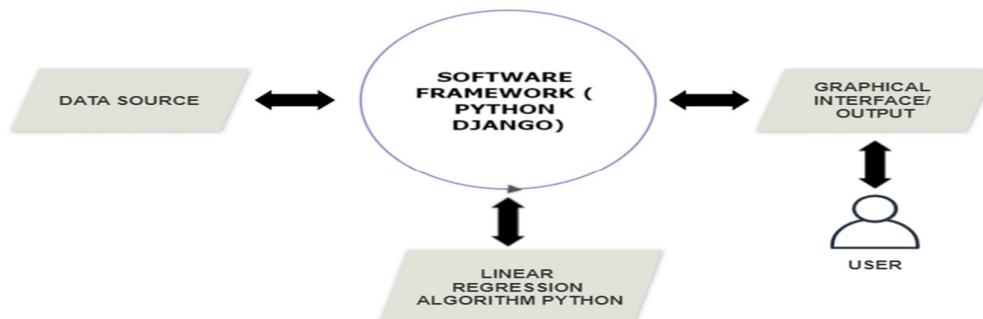 DATA SOURCE
SOFTWARE
FRAMEWORK (
PYTHON
DJANGO)
GRAPHICAL
INTERFACE/
OUTPUT
USER
LINEAR
REGRESSION
ALGORITHM PYTHON